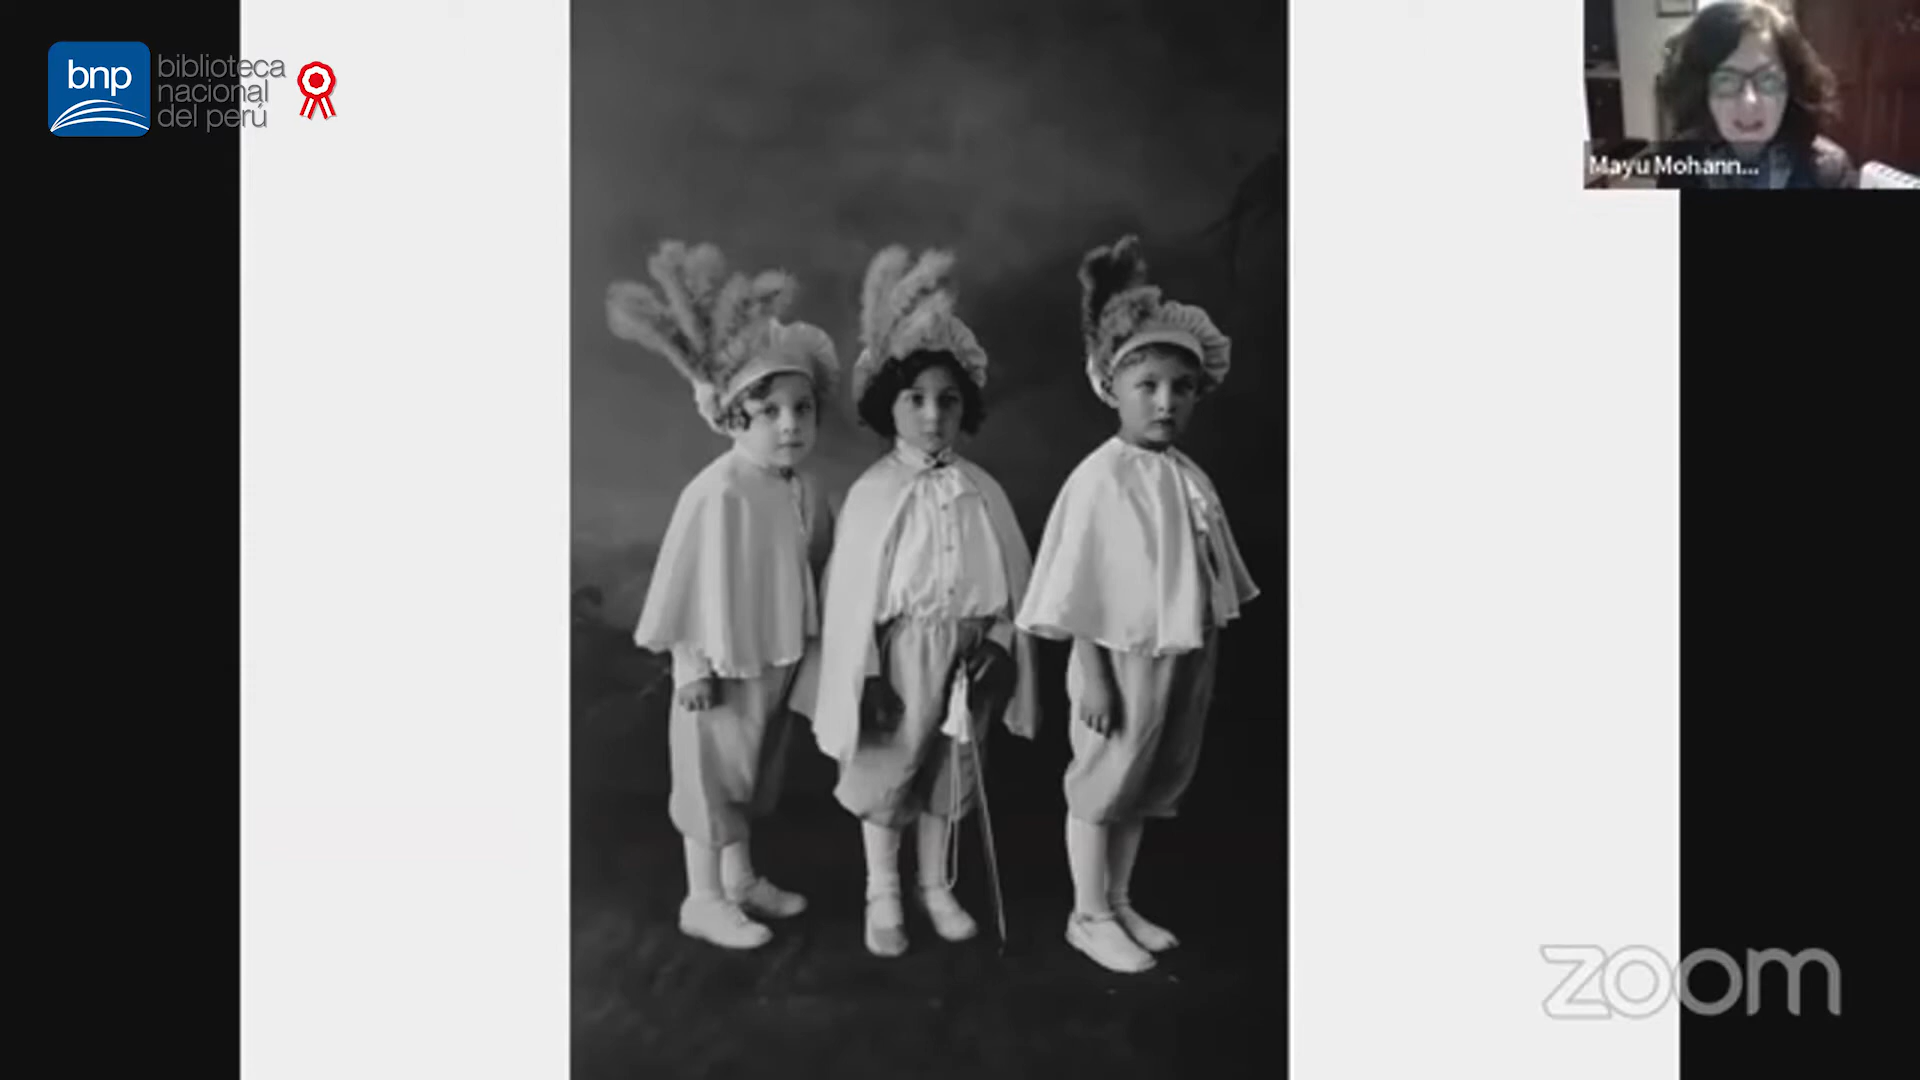 bnp
biblioteca
nacional
del perú
Mayu Mohann...
zoom